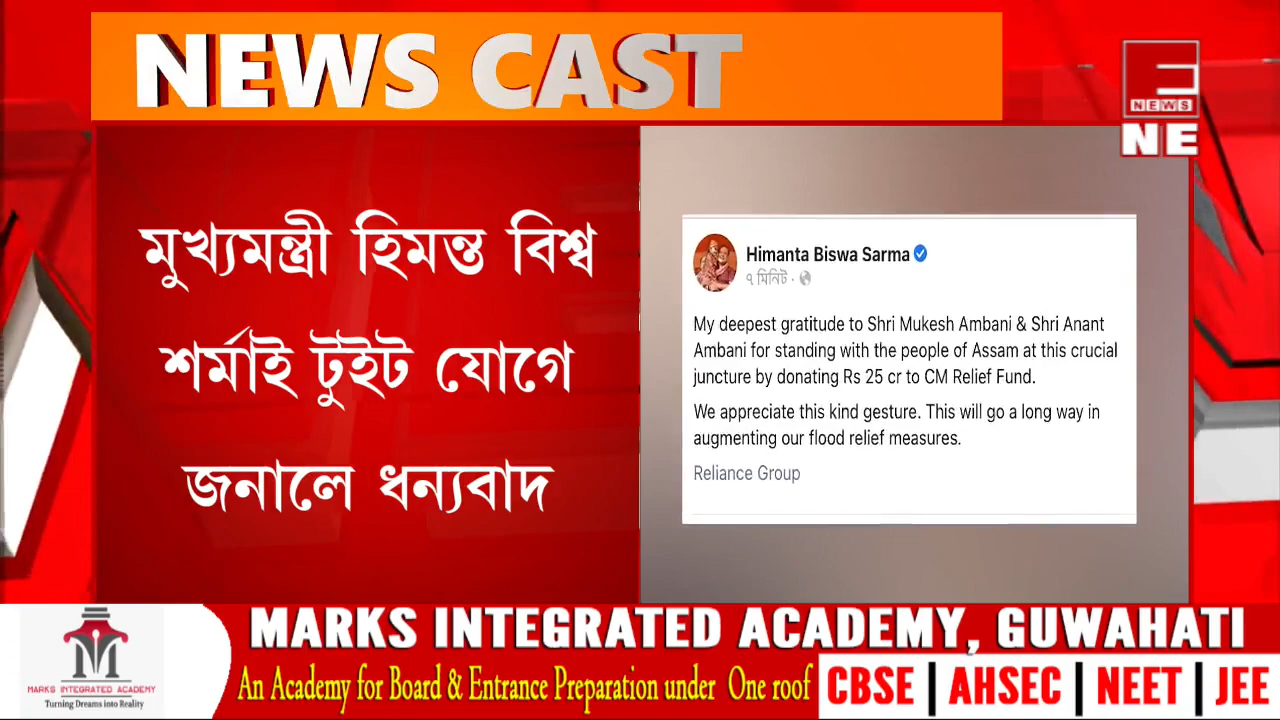 NEWS CAST
E
NEWS
NE
মুখ্যমন্ত্ৰী হিমন্ত বিশ্ব
শৰ্মাই টুইট যোগে
জনালে ধন্যবাদ
Himanta Biswa Sarma
৭ মিনিট ·
My deepest gratitude to Shri Mukesh Ambani & Shri Anant
Ambani for standing with the people of Assam at this crucial
juncture by donating Rs 25 cr to CM Relief Fund.
We appreciate this kind gesture. This will go a long way in
augmenting our flood relief measures.
Reliance Group
MARKS INTEGRATED ACADEMY
Turning Dreams into Reality
MARKS INTEGRATED ACADEMY, GUWAHATI
An Academy for Board & Entrance Preparation under One roof
CBSE | AHSEC | NEET | JEE